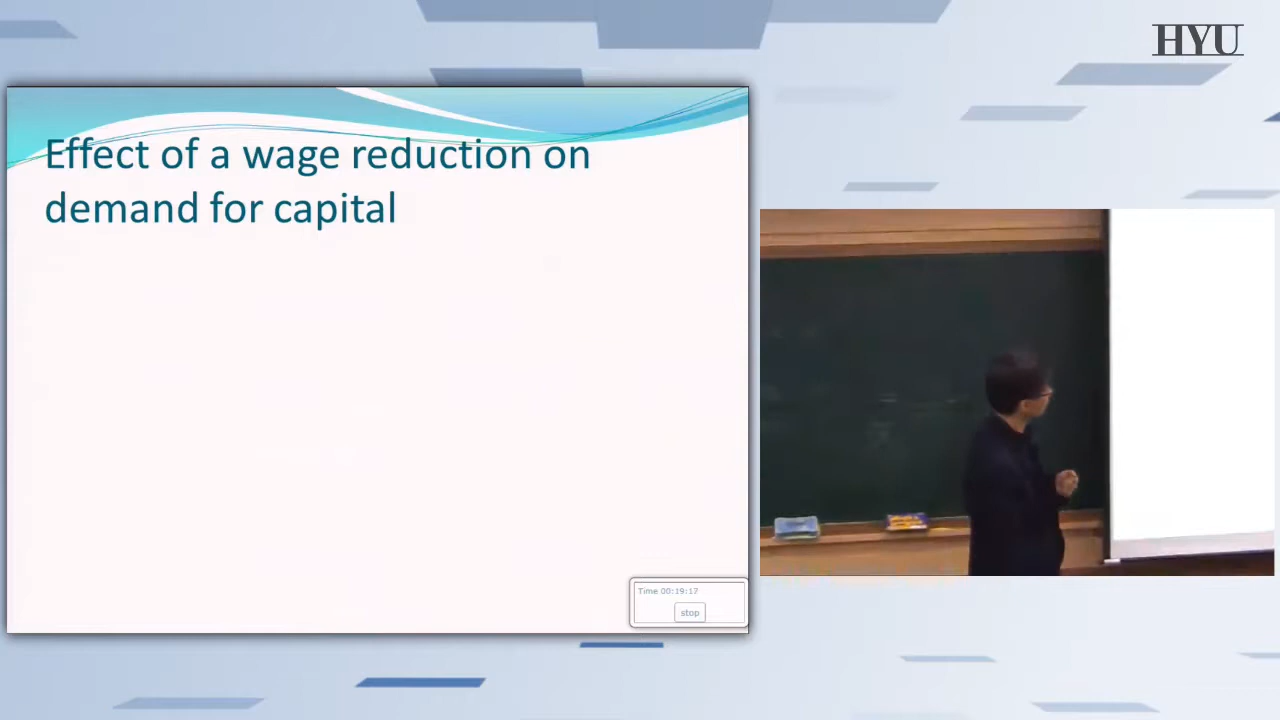 HYU
Effect of a wage reduction on
demand for capital
Time 00:19:17
stop